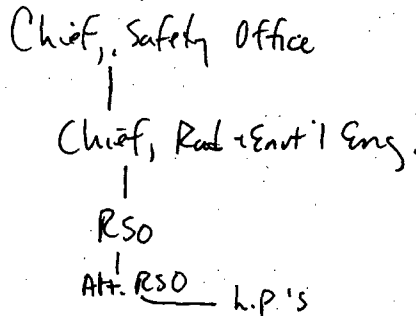 Chief, Safety Office
Chief, Rad + Envt'l Eng.
RSO
Alt. RSO h.p.'s